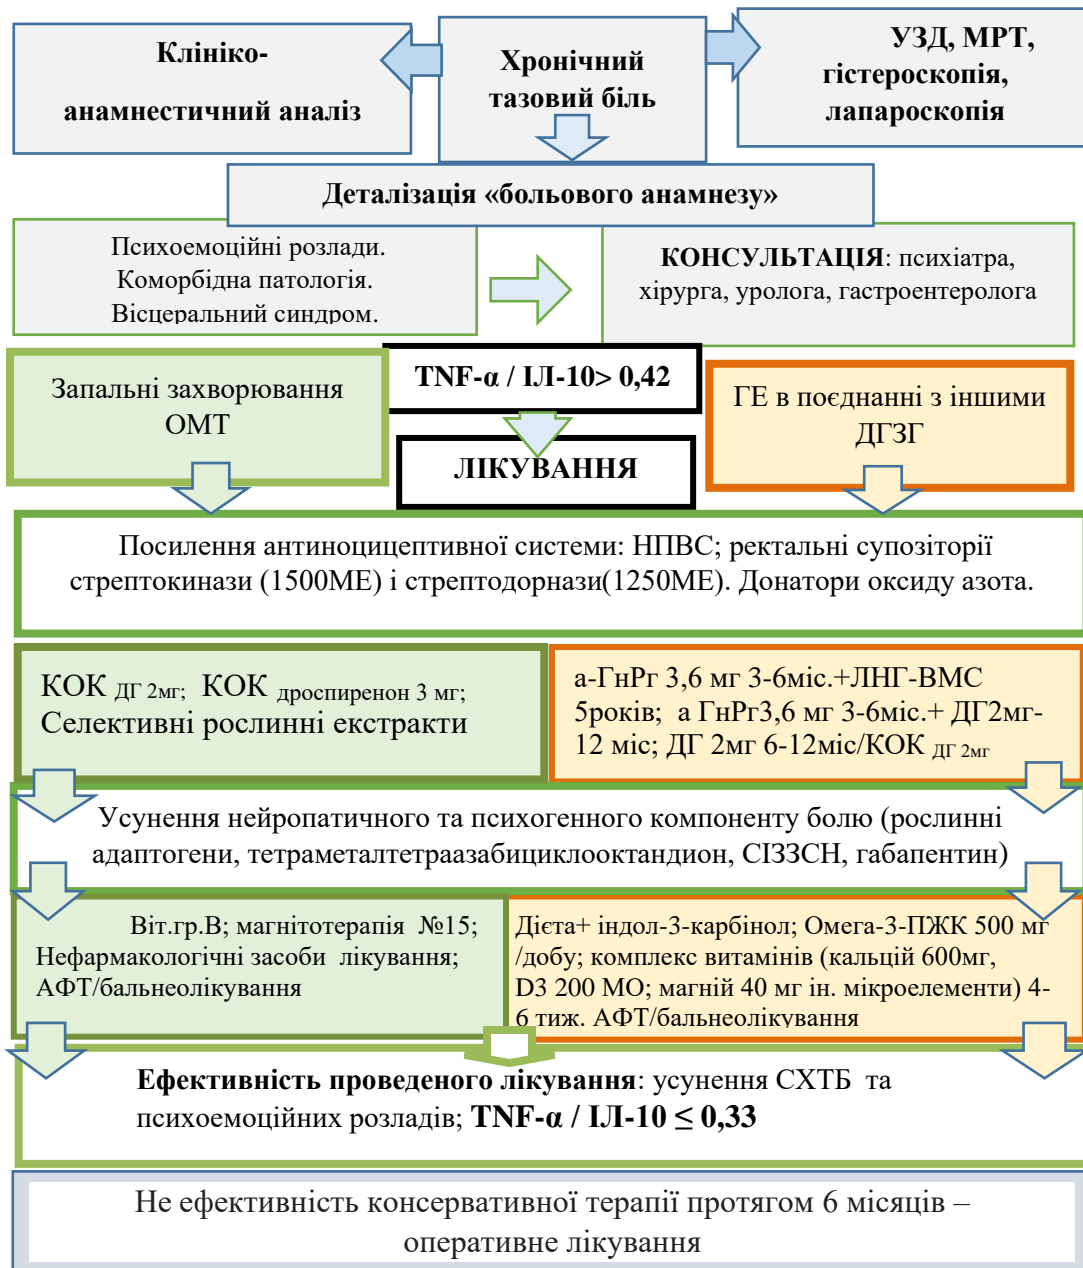 Клініко-
анамнестичний аналіз
Хронічний
тазовий біль
УЗД, МРТ,
гістероскопія,
лапароскопія
Деталізація «больового анамнезу»
Психоемоційні розлади.
Коморбідна патологія.
Вісцеральний синдром.
КОНСУЛЬТАЦІЯ: психіатра,
хірурга, уролога, гастроентеролога
Запальні захворювання
ОМТ
TNF-α / ІЛ-10> 0,42
ЛІКУВАННЯ
ГЕ в поєднанні з іншими
ДГЗГ
Посилення антиноцицептивної системи: НПВС; ректальні супозіторії
стрептокинази (1500МЕ) і стрептодорнази(1250МЕ). Донатори оксиду азота.
КОК ДГ 2мг; КОК дроспиренон 3 мг;
Селективні рослинні екстракти
а-ГнРг 3,6 мг 3-6міс.+ЛНГ-ВМС
5років; а ГнРг3,6 мг 3-6міс.+ ДГ2мг-
12 міс; ДГ 2мг 6-12міс/КОК ДГ 2мг
Усунення нейропатичного та психогенного компоненту болю (рослинні
адаптогени, тетраметалтетраазабициклооктандион, СІЗЗСН, габапентин)
Віт.гр.В; магнітотерапія №15;
Нефармакологічні засоби лікування;
АФТ/бальнеолікування
Дієта+ індол-3-карбінол; Омега-3-ПЖК 500 мг
/добу; комплекс витамінів (кальцій 600мг,
D3 200 МО; магній 40 мг ін. мікроелементи) 4-
6 тиж. АФТ/бальнеолікування
Ефективність проведеного лікування: усунення СХТБ та
психоемоційних розладів; TNF-α / ІЛ-10 ≤ 0,33
Не ефективність консервативної терапії протягом 6 місяців –
оперативне лікування